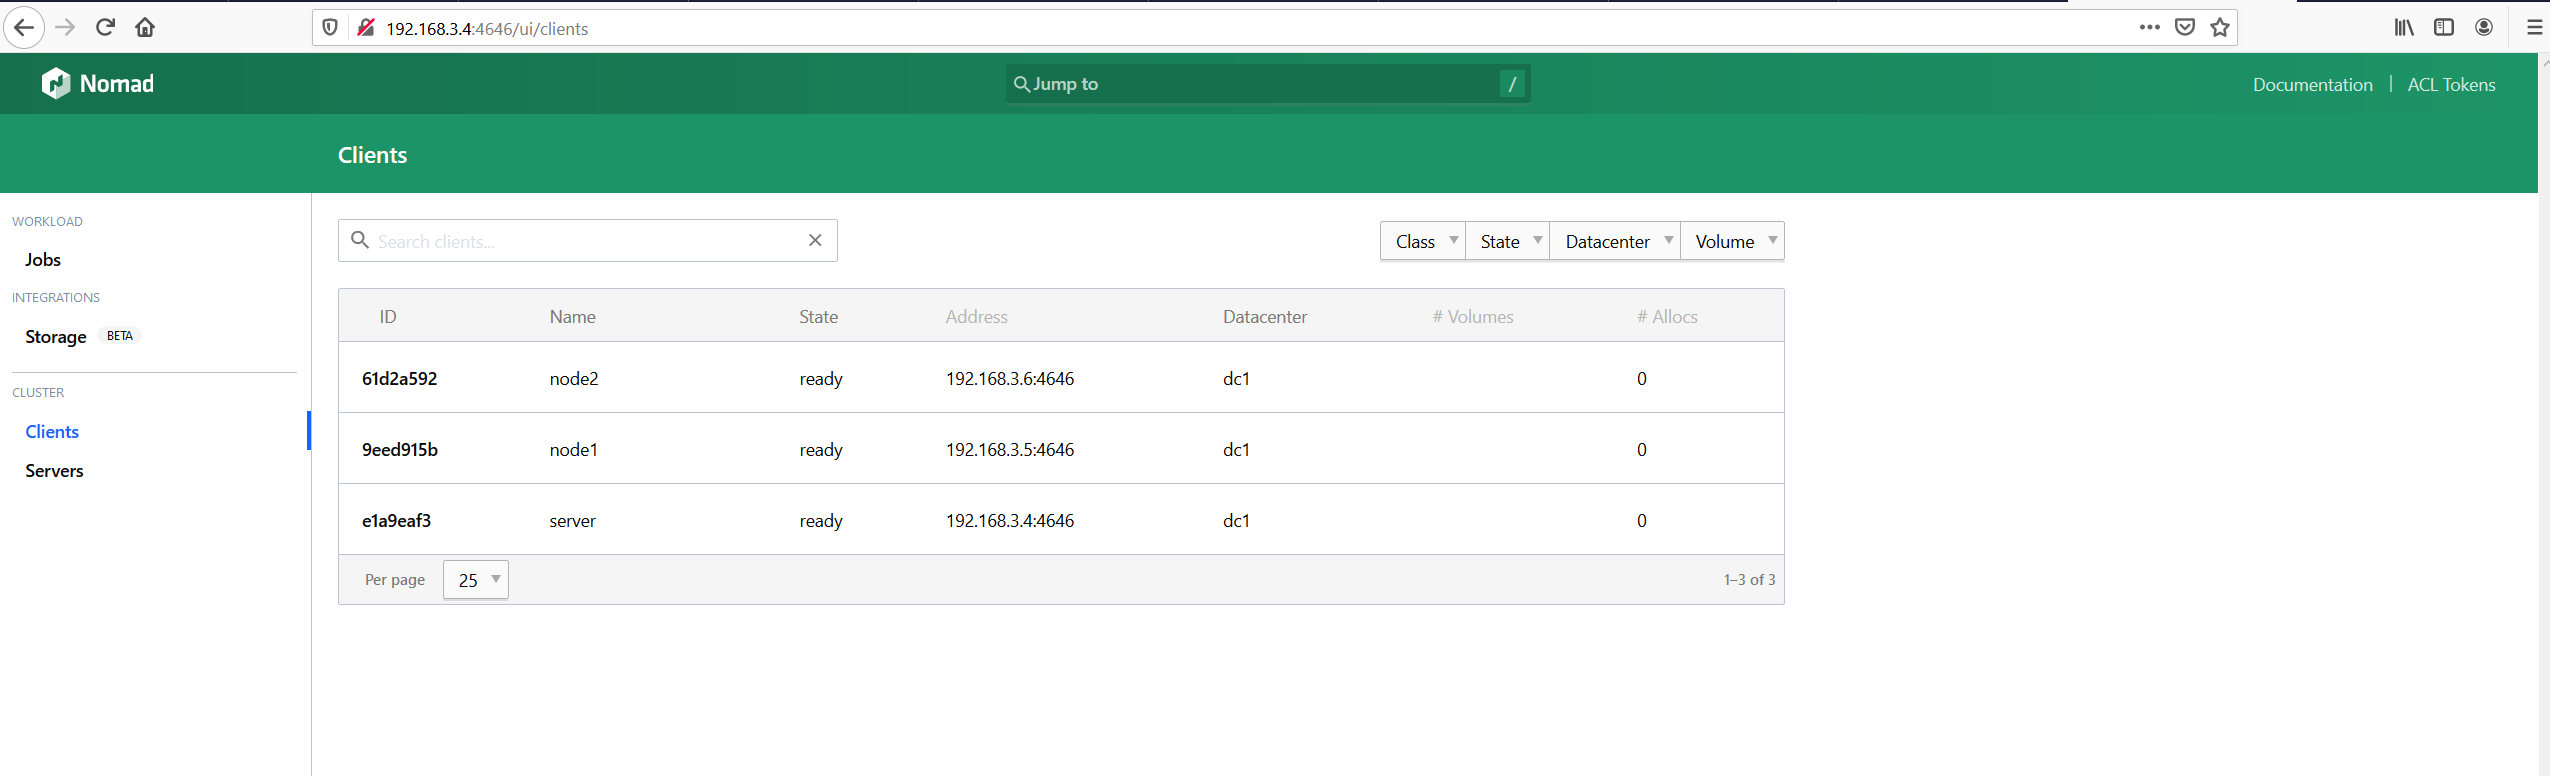 192.168.3.4:4646/ui/clients
Nomad
Jump to
/
Documentation
ACL Tokens
Clients
WORKLOAD
Jobs
INTEGRATIONS
Storage BETA
CLUSTER
Clients
Servers
Search clients...
Class State Datacenter Volume
ID Name State Address Datacenter # Volumes # Allocs
61d2a592 node2 ready 192.168.3.6:4646 dc1 0
9eed915b node1 ready 192.168.3.5:4646 dc1 0
e1a9eaf3 server ready 192.168.3.4:4646 dc1 0
Per page 25 1–3 of 3